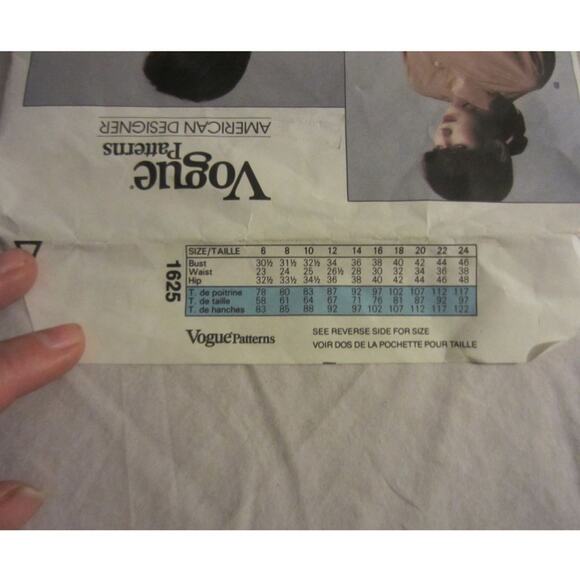 AMERICAN DESIGNER
Vogue®
Patterns
1625
SIZE/TAILLE 6 8 10 12 14 16 18 20 22 24
Bust 30½ 31½ 32½ 34 36 38 40 42 44 46
Waist 23 24 25 26½ 28 30 32 34 36 38
Hip 32½ 33½ 34½ 36 38 40 42 44 46 48
T. de poitrine 78 80 83 87 92 97 102 107 112 117
T. de taille 58 61 64 67 71 76 81 87 92 97
T. de hanches 83 85 88 92 97 102 107 112 117 122
Vogue Patterns
SEE REVERSE SIDE FOR SIZE
VOIR DOS DE LA POCHETTE POUR TAILLE